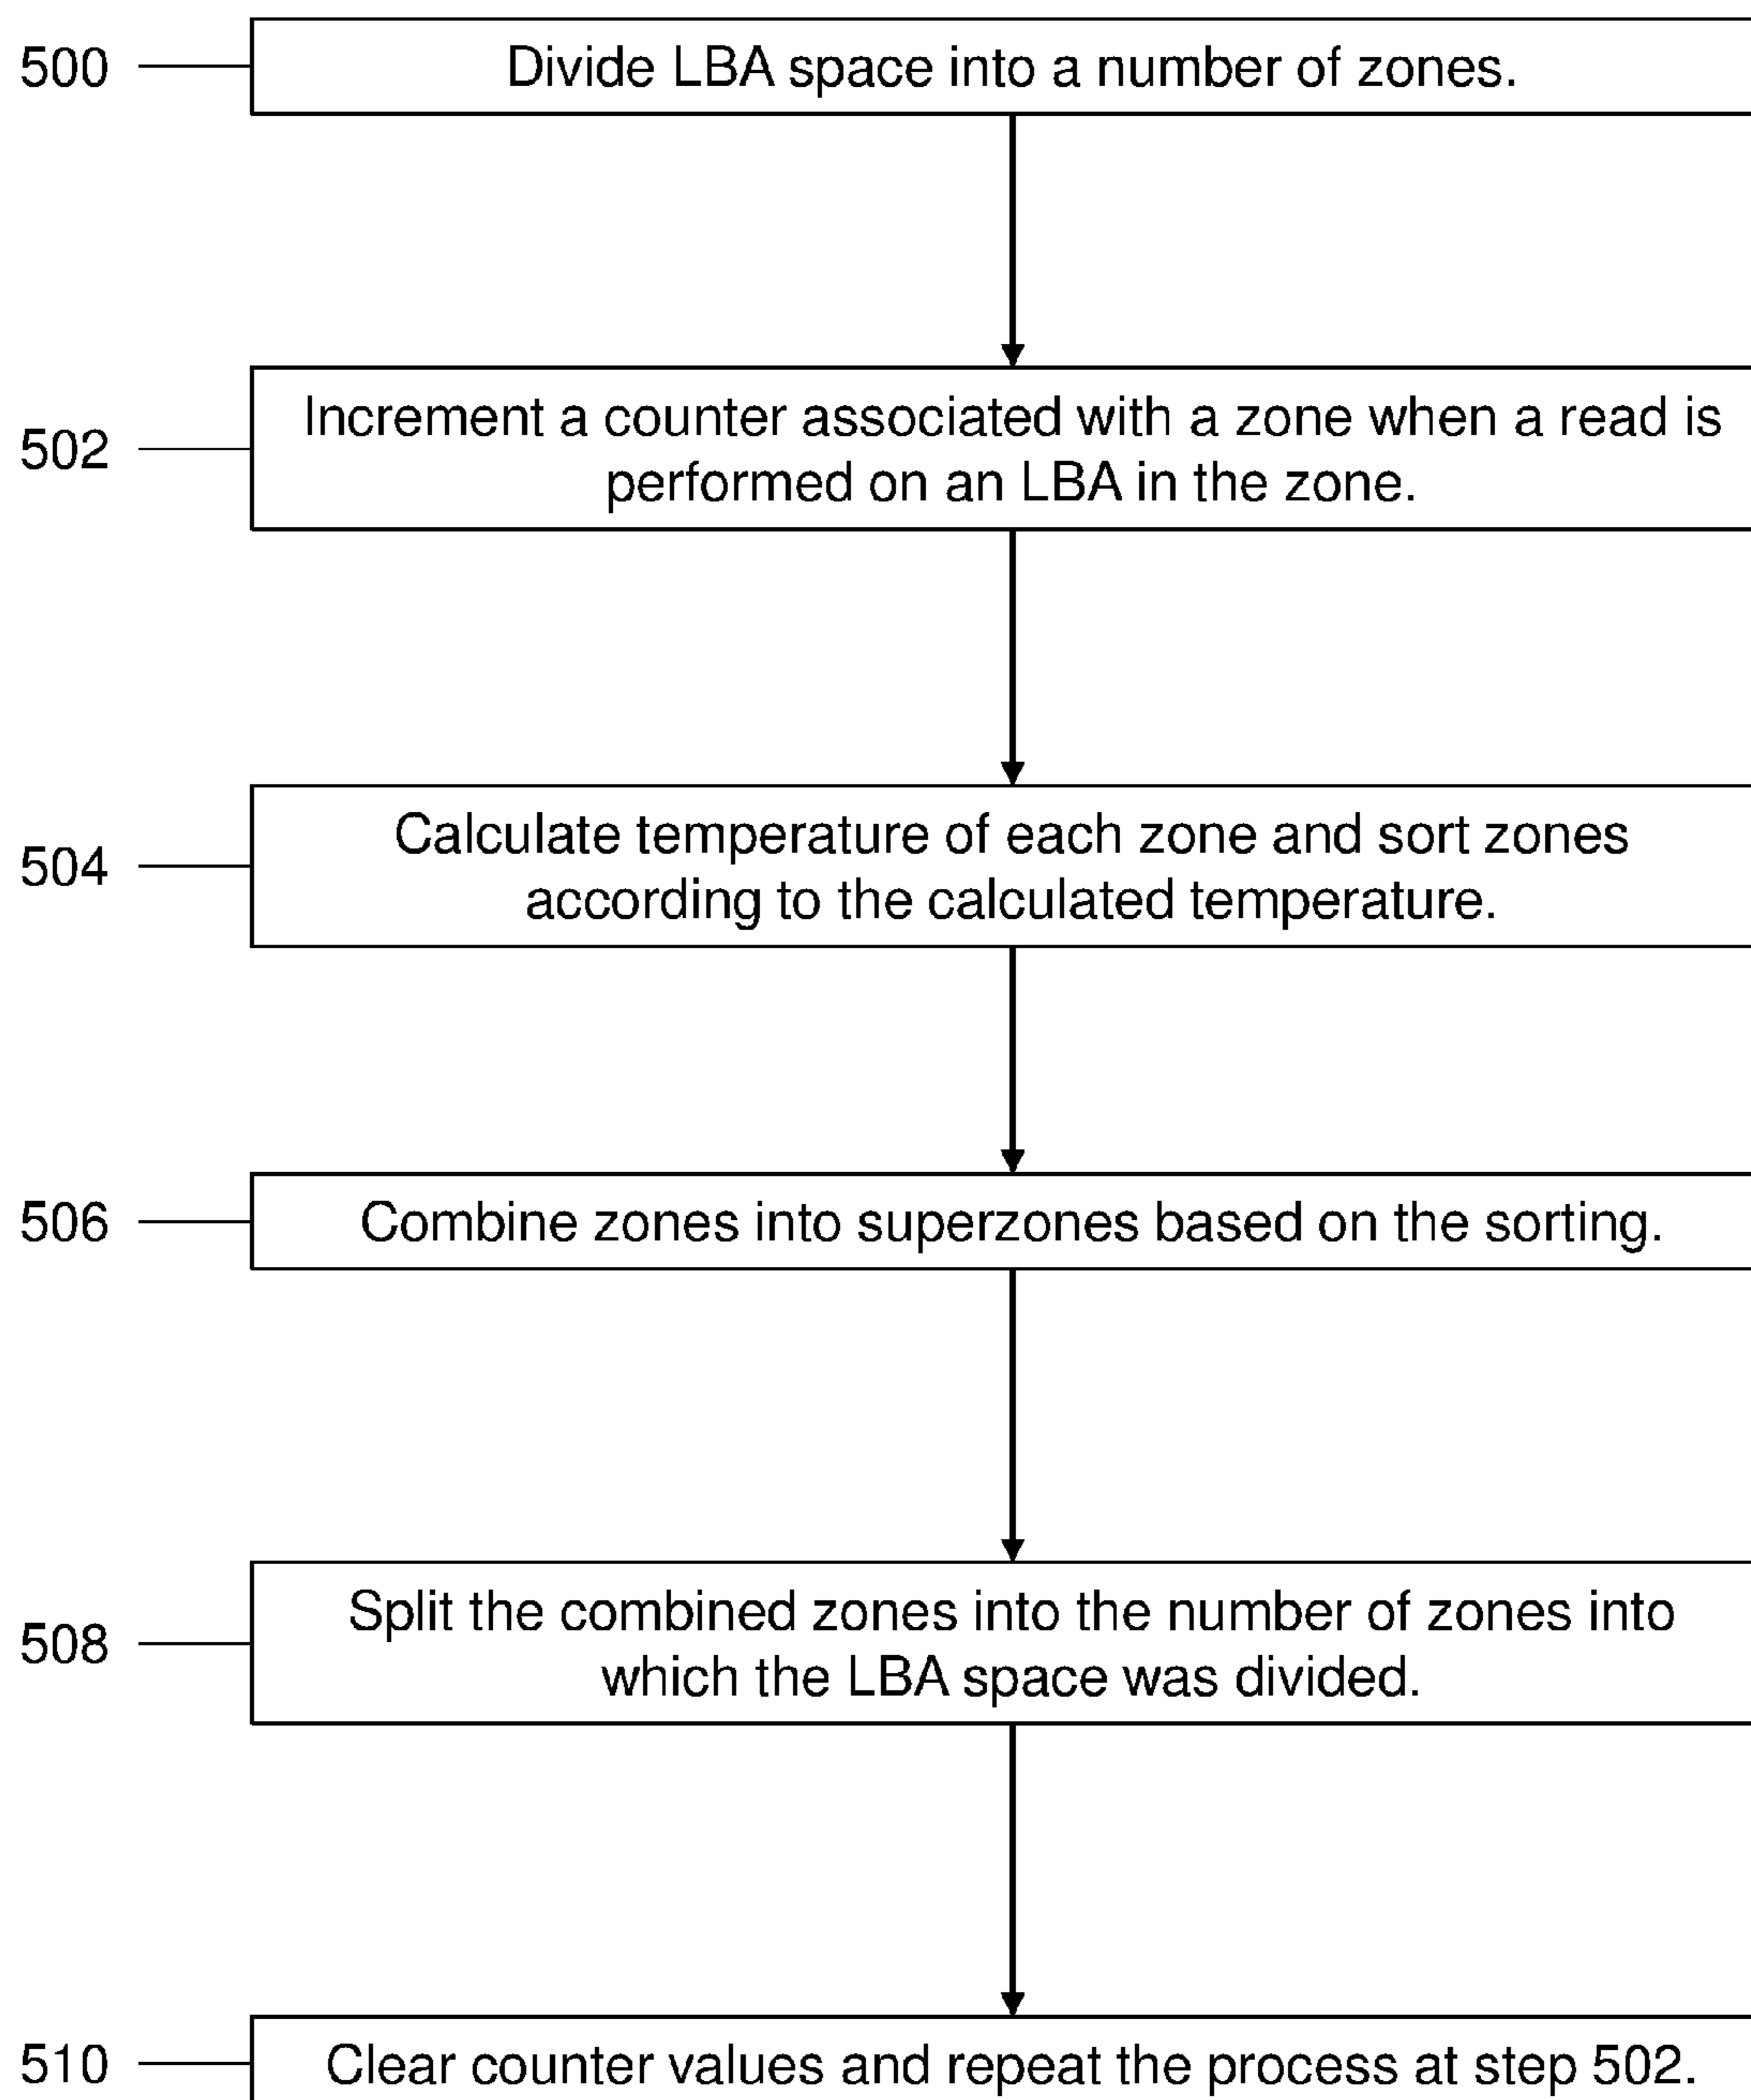 500
Divide LBA space into a number of zones.
502
Increment a counter associated with a zone when a read is
performed on an LBA in the zone.
504
Calculate temperature of each zone and sort zones
according to the calculated temperature.
506
Combine zones into superzones based on the sorting.
508
Split the combined zones into the number of zones into
which the LBA space was divided.
510
Clear counter values and repeat the process at step 502.